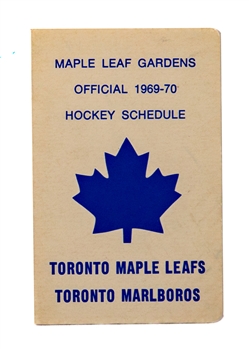 MAPLE LEAF GARDENS
OFFICIAL 1969-70
HOCKEY SCHEDULE
TORONTO MAPLE LEAFS
TORONTO MARLBOROS